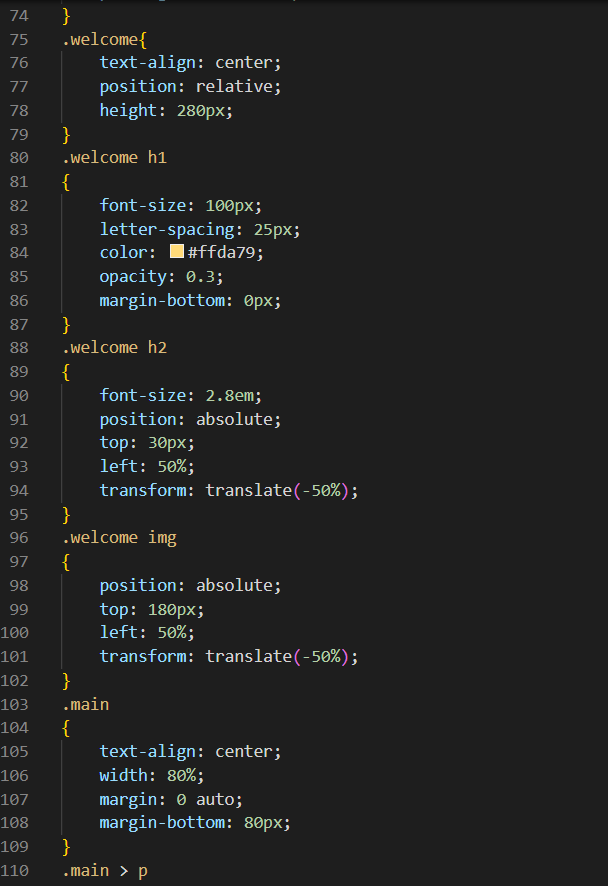 74 }
75 .welcome{
76 text-align: center;
77 position: relative;
78 height: 280px;
79 }
80 .welcome h1
81 {
82 font-size: 100px;
83 letter-spacing: 25px;
84 color: #ffda79;
85 opacity: 0.3;
86 margin-bottom: 0px;
87 }
88 .welcome h2
89 {
90 font-size: 2.8em;
91 position: absolute;
92 top: 30px;
93 left: 50%;
94 transform: translate(-50%);
95 }
96 .welcome img
97 {
98 position: absolute;
99 top: 180px;
100 left: 50%;
101 transform: translate(-50%);
102 }
103 .main
104 {
105 text-align: center;
106 width: 80%;
107 margin: 0 auto;
108 margin-bottom: 80px;
109 }
110 .main > p